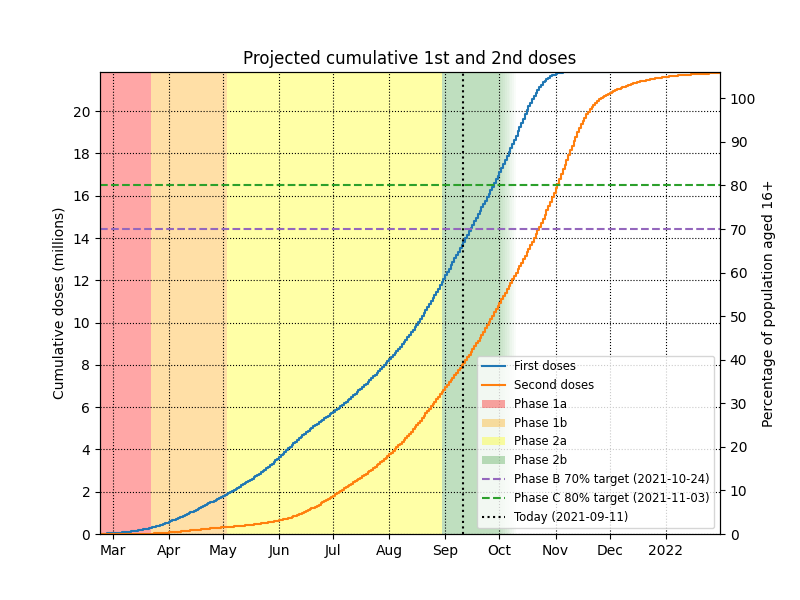 Projected cumulative 1st and 2nd doses
Cumulative doses (millions)
20
18
16
14
12
10
8
6
4
2
0
100
90
80
70
60
50
40
30
20
10
0
Percentage of population aged 16+
First doses
Second doses
Phase 1a
Phase 1b
Phase 2a
Phase 2b
Phase B 70% target (2021-10-24)
Phase C 80% target (2021-11-03)
Today (2021-09-11)
Mar Apr May Jun Jul Aug Sep Oct Nov Dec 2022